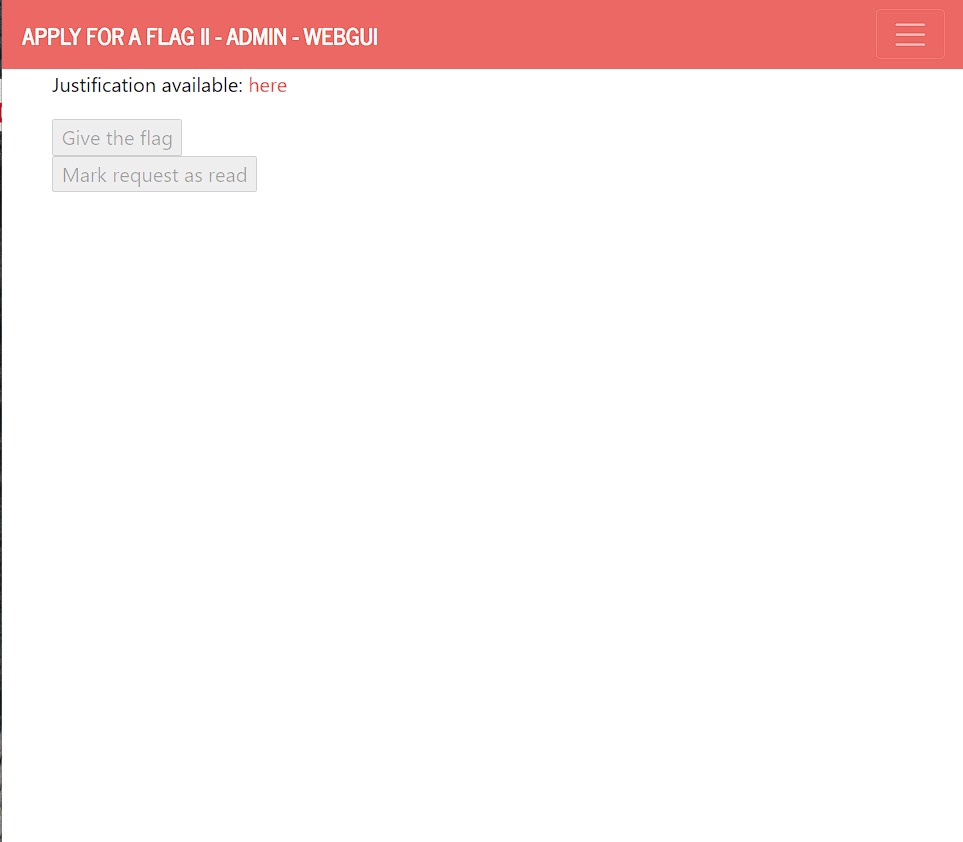 APPLY FOR A FLAG II - ADMIN - WEBGUI
Justification available: here
Give the flag
Mark request as read